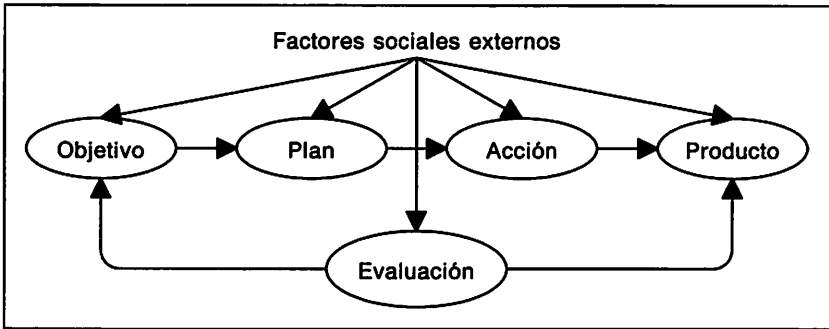 Factores sociales externos
Objetivo
Plan
Acción
Producto
Evaluación